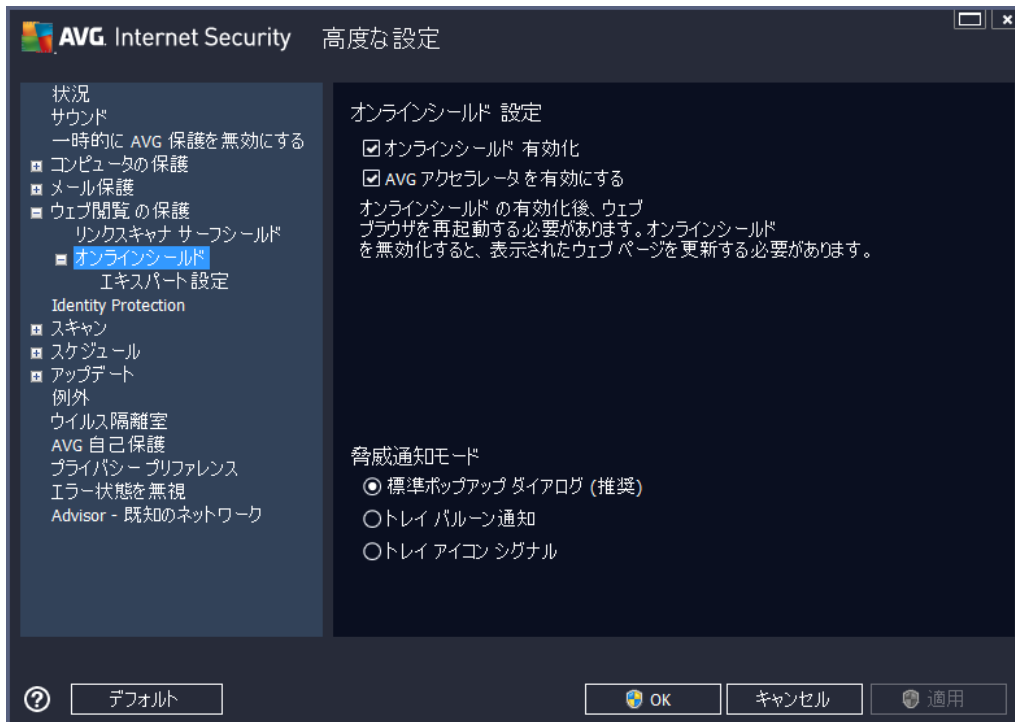 AVG. Internet Security 高度な設定
状況
サウンド
一時的に AVG 保護を無効にする
コンピュータの保護
メール保護
ウェブ閲覧 の保護
リンクスキャナ サーフシールド
オンラインシールド
エキスパート 設定
Identity Protection
スキャン
スケジュール
アップデート
例外
ウイルス隔離室
AVG 自己保護
プライバシー プリファレンス
エラー状態を無視
Advisor - 既知のネットワーク
オンラインシールド 設定
オンラインシールド 有効化
AVG アクセラレータを有効にする
オンラインシールド の有効化後、ウェブ
ブラウザを再起動する必要があります。オンラインシールド
を無効化すると、表示されたウェブ ページを更新する必要があります。
脅威通知モード
標準ポップアップ ダイアログ (推奨)
トレイ バルーン通知
トレイ アイコン シグナル
? デフォルト OK キャンセル 適用